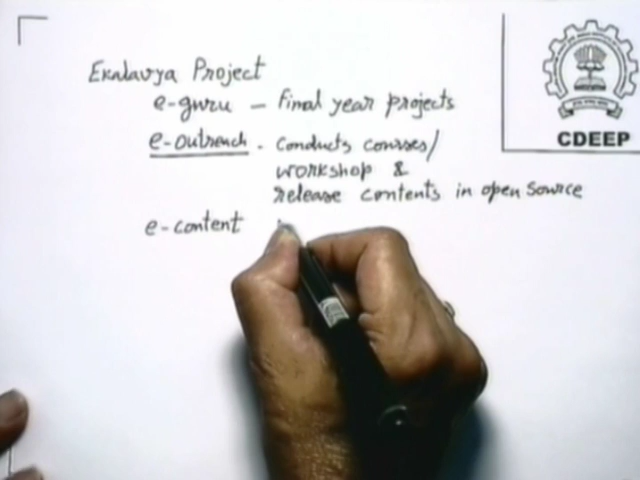 Ekalavya Project
e-guru - final year projects
e-outreach - conducts courses/
workshop &
release contents in open source
e-content
CDEEP